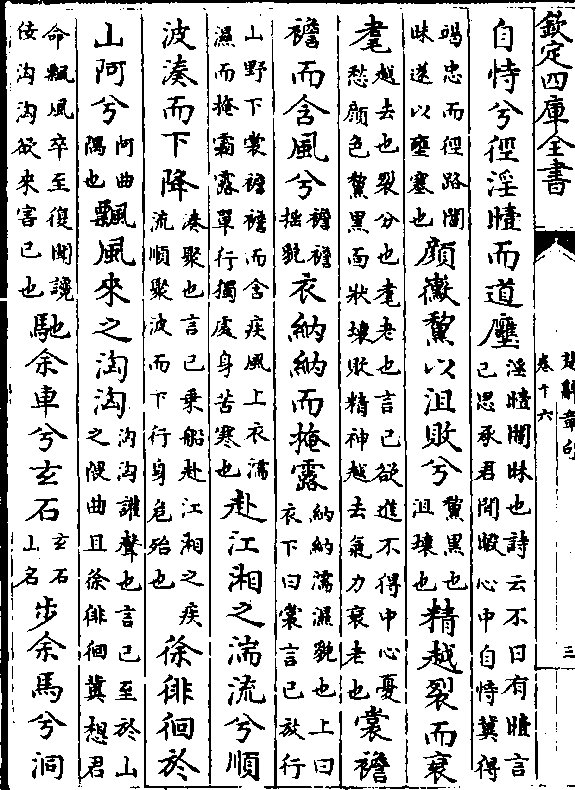 欽定四庫全書
楚辭章句
卷十六
三
自恃兮徑淫曀而道壅淫曀闇昧也詩云不日有曀言己思承君間暇心中自恃冀得
竭忠而徑路闇昧遂以壅塞也顏黴黧以沮敗兮黧黑也沮壞也精越裂而衰
耄越去也裂分也耄老也言己欲進不得中心憂愁顏色黧黑面狀壞敗精神越去氣力衰老也裳襜
襜而含風兮襜襜搖貌衣納納而掩露納納濡濕貌也上曰衣下曰裳言己放行
山野下裳襜襜而含疾風上衣濡濕而掩霜露單行獨處身苦寒也赴江湘之湍流兮順
波湊而下降湊聚也言己乗船赴江湘之疾流順聚波而下行身危殆也徐徘徊於
山阿兮阿曲隅也飄風來之洶洶洶洶讙聲也言己至於山之隈曲且徐徘徊冀想君
命飄風卒至復聞讒佞洶洶欲來害己也馳余車兮玄石玄石山名步余馬兮洞